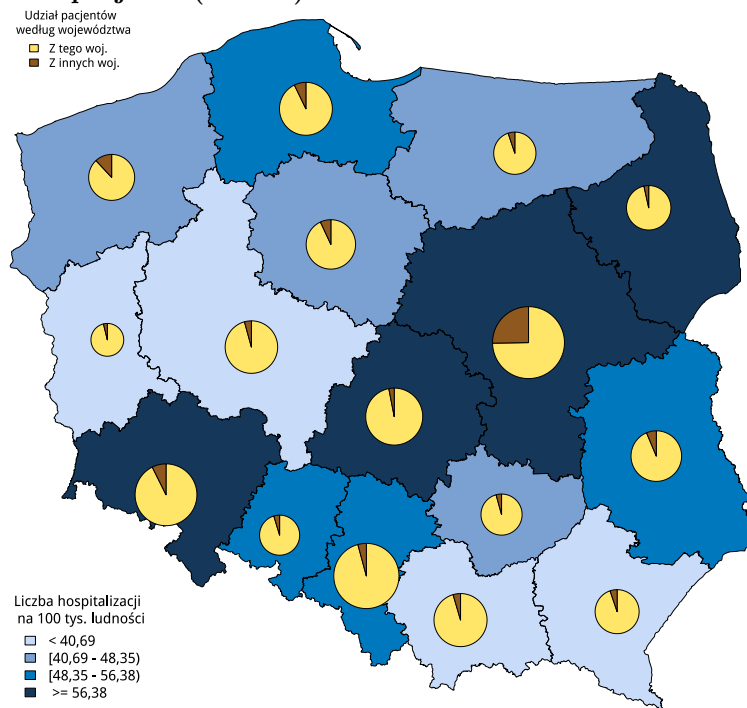 Udział pacjentów
według województwa
Z tego woj.
Z innych woj.
Liczba hospitalizacji
na 100 tys. ludności
< 40,69
[40,69 - 48,35)
[48,35 - 56,38)
>= 56,38